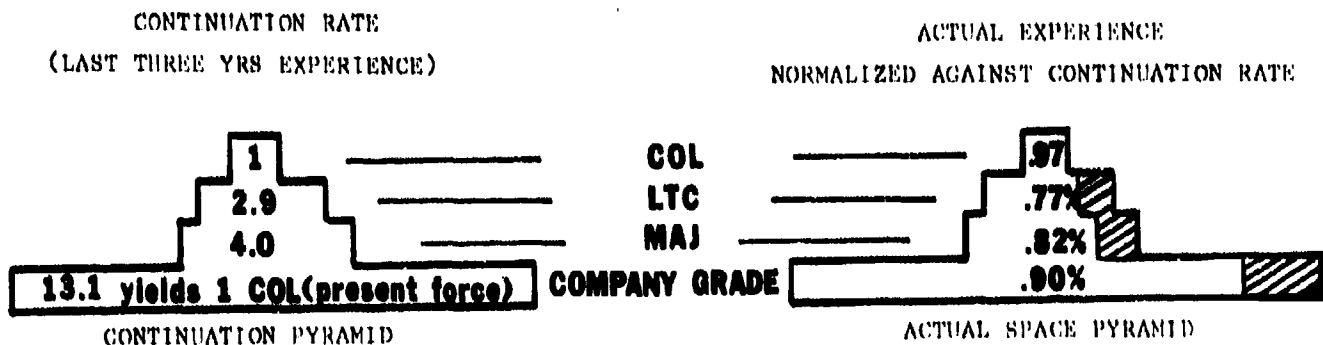 CONTINUATION RATE
(LAST THREE YRS EXPERIENCE)
ACTUAL EXPERIENCE
NORMALIZED AGAINST CONTINUATION RATE
1
COL
.97
2.9
LTC
.77%
4.0
MAJ
.82%
13.1 yields 1 COL(present force)
COMPANY GRADE
.90%
CONTINUATION PYRAMID
ACTUAL SPACE PYRAMID